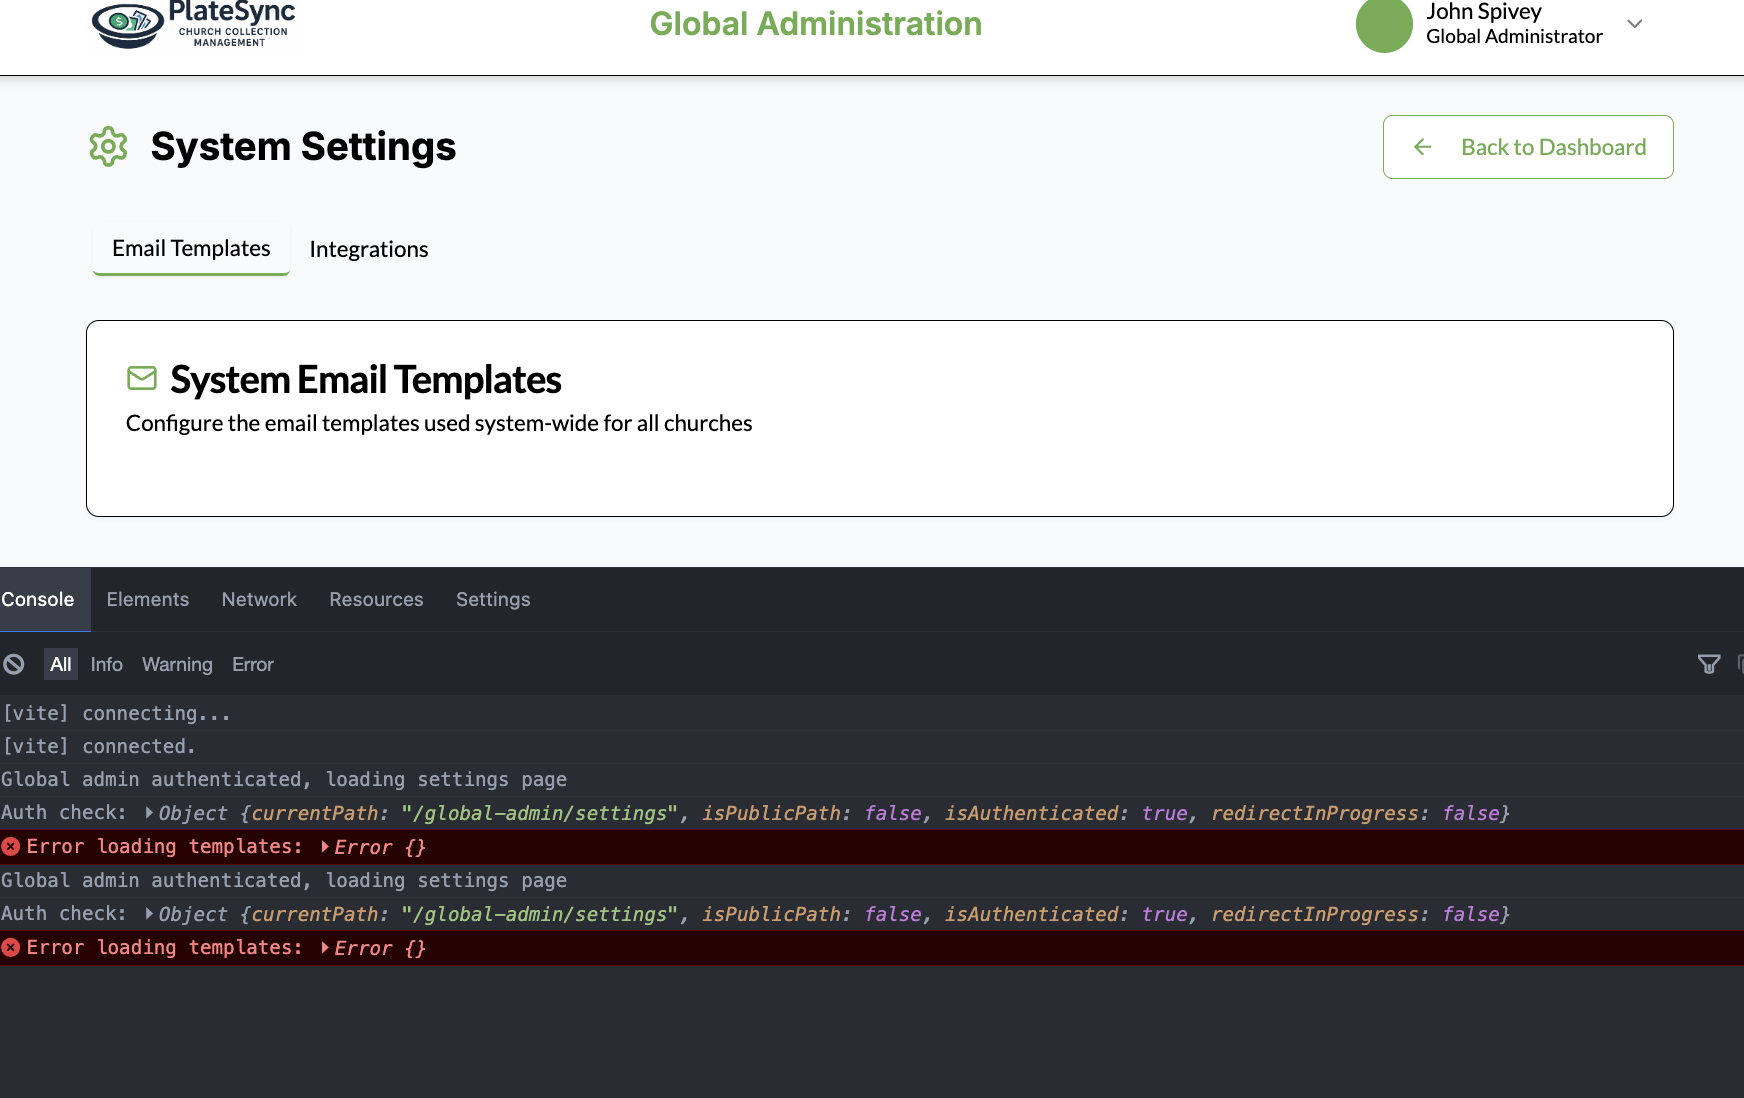 PlateSync
CHURCH COLLECTION
MANAGEMENT
Global Administration
John Spivey
Global Administrator
System Settings
Back to Dashboard
Email Templates
Integrations
System Email Templates
Configure the email templates used system-wide for all churches
Console Elements Network Resources Settings
All Info Warning Error
[vite] connecting...
[vite] connected.
Global admin authenticated, loading settings page
Auth check: Object {currentPath: "/global-admin/settings", isPublicPath: false, isAuthenticated: true, redirectInProgress: false}
Error loading templates: Error {}
Global admin authenticated, loading settings page
Auth check: Object {currentPath: "/global-admin/settings", isPublicPath: false, isAuthenticated: true, redirectInProgress: false}
Error loading templates: Error {}